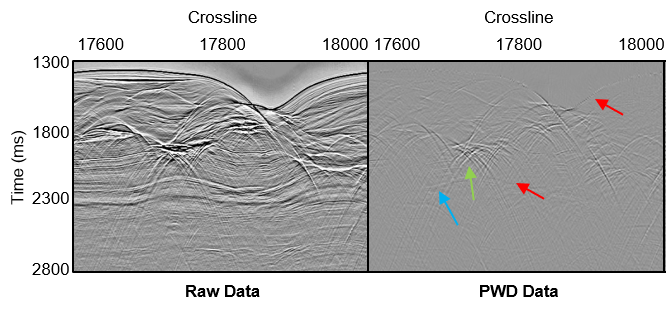 Crossline Crossline
17600 17800 18000 17600 17800 18000
1300
1800
2300
2800
Time (ms)
Raw Data PWD Data